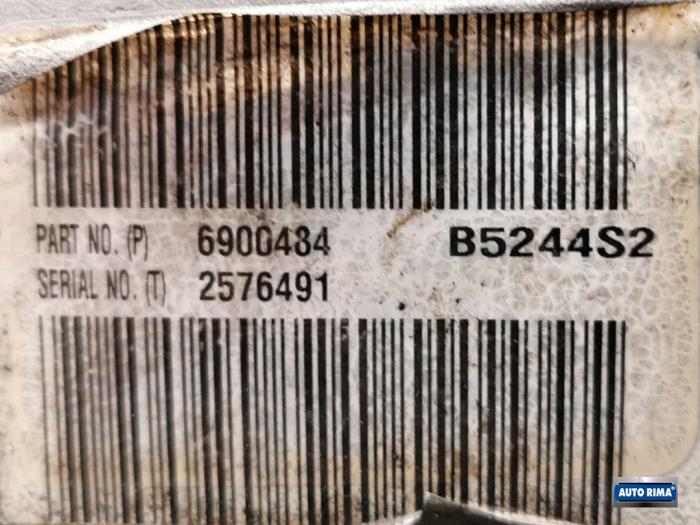 PART NO. (P) 6900484 B5244S2
SERIAL NO. (T) 2576491
AUTO RIMA